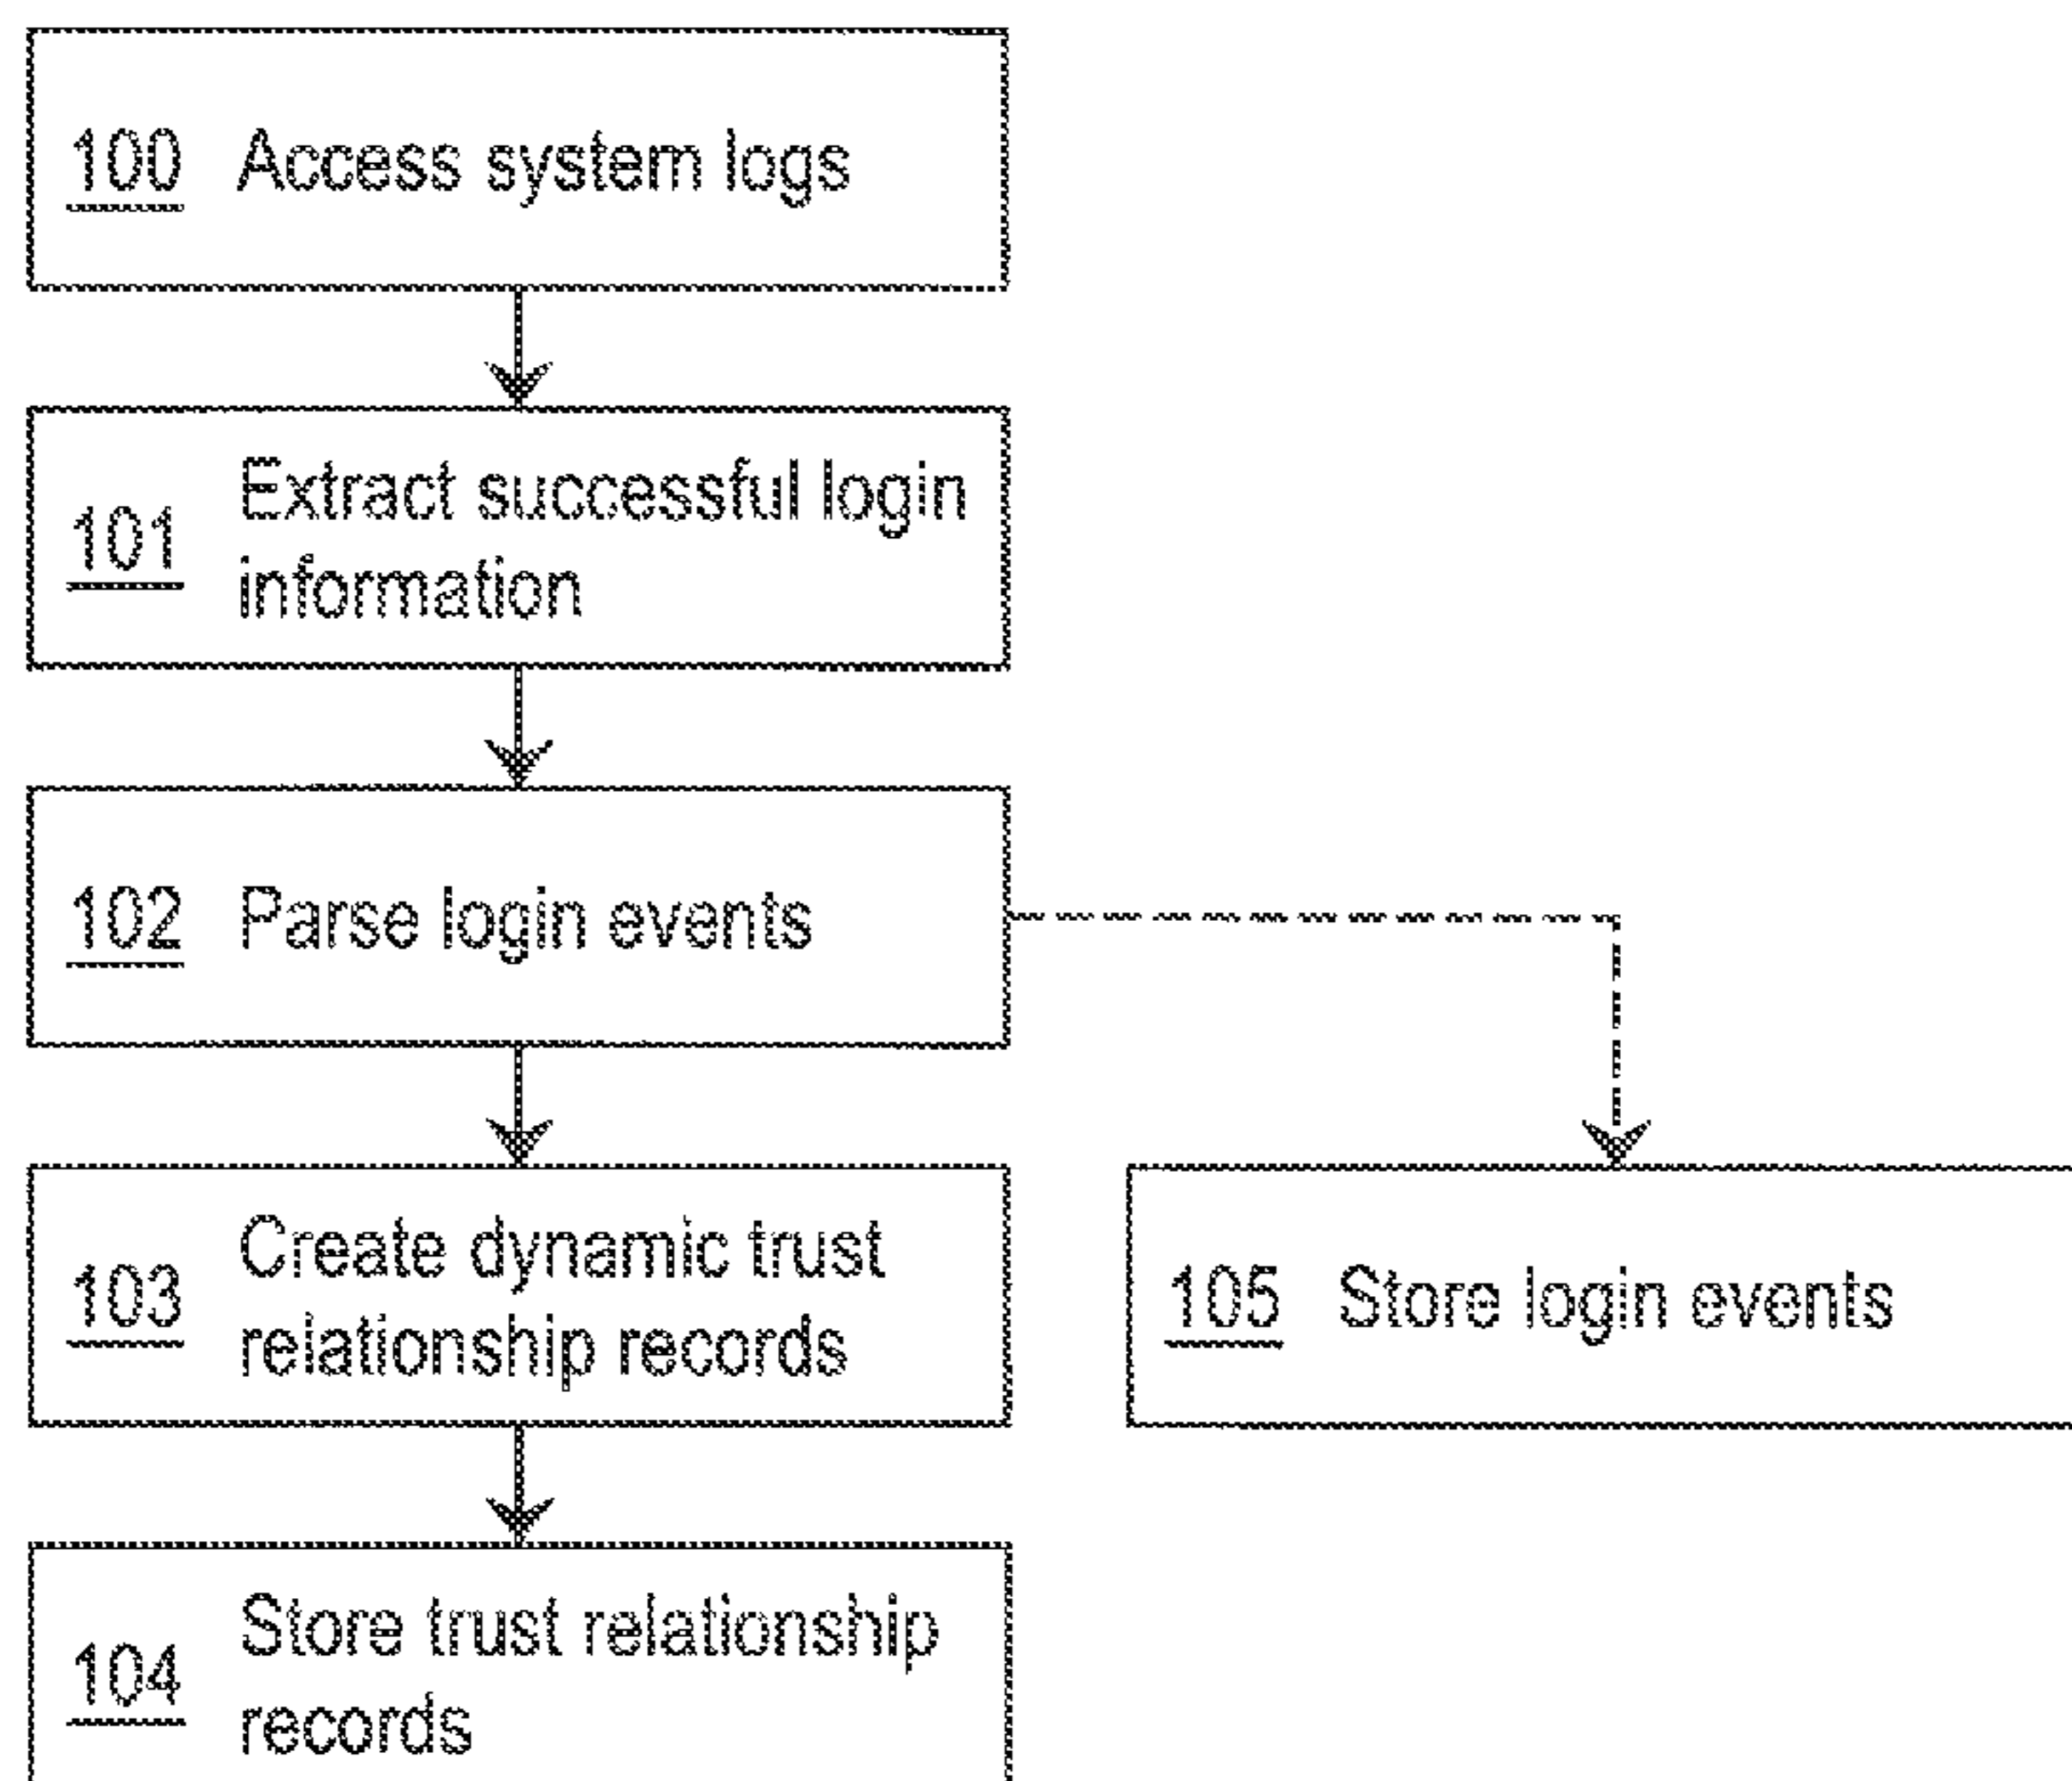 100 Access system logs
Extract successful login
101
information
102 Parse login events
Create dynamic trust
103
relationship records
105 Store login events
Store trust relationship
104
records